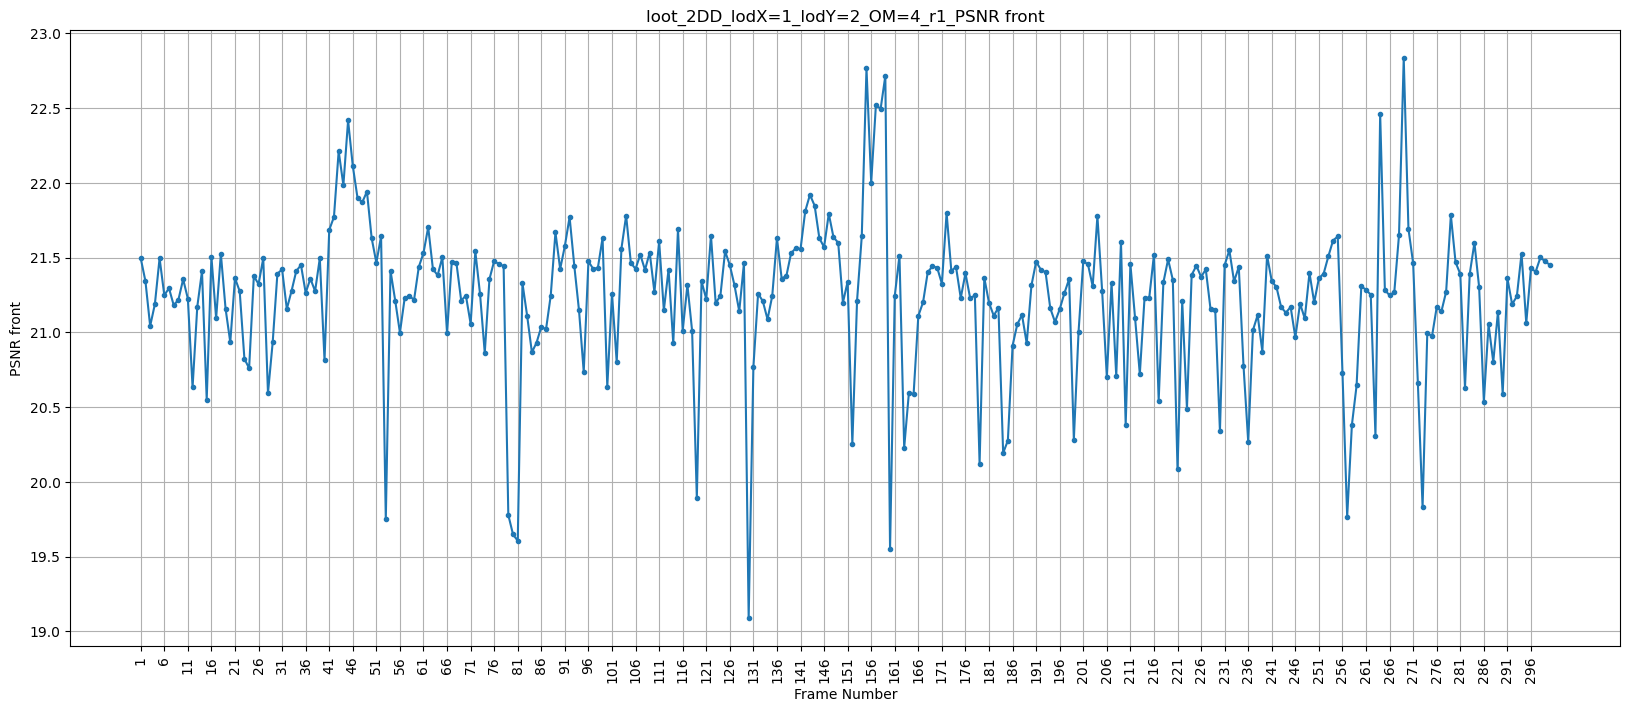 loot_2DD_lodX=1_lodY=2_OM=4_r1_PSNR front
23.0
22.5
22.0
21.5
21.0
20.5
20.0
19.5
19.0
PSNR front
1 6 11 16 21 26 31 36 41 46 51 56 61 66 71 76 81 86 91 96 101 106 111 116 121 126 131 136 141 146 151 156 161 166 171 176 181 186 191 196 201 206 211 216 221 226 231 236 241 246 251 256 261 266 271 276 281 286 291 296
Frame Number